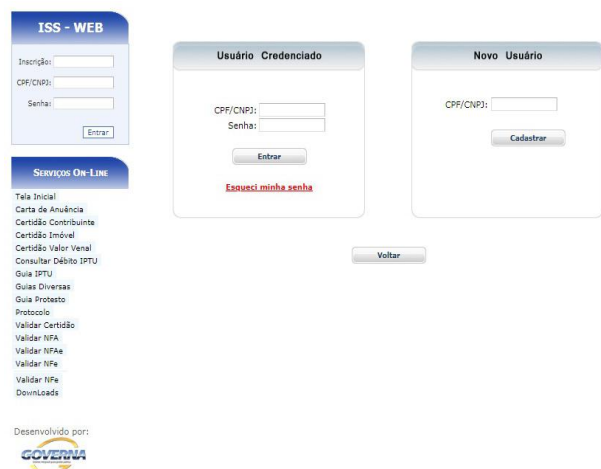 ISS - WEB
Inscrição:
CPF/CNPJ:
Senha:
Entrar
Serviços On-Line
Tela Inicial
Carta de Anuência
Certidão Contribuinte
Certidão Imóvel
Certidão Valor Venal
Consultar Débito IPTU
Guia IPTU
Guias Diversas
Guia Protesto
Protocolo
Validar Certidão
Validar NFA
Validar NFAe
Validar NFe
Validar NFe
DownLoads
Desenvolvido por:
GOVERNA
Usuário Credenciado
CPF/CNPJ:
Senha:
Entrar
Esqueci minha senha
Novo Usuário
CPF/CNPJ:
Cadastrar
Voltar